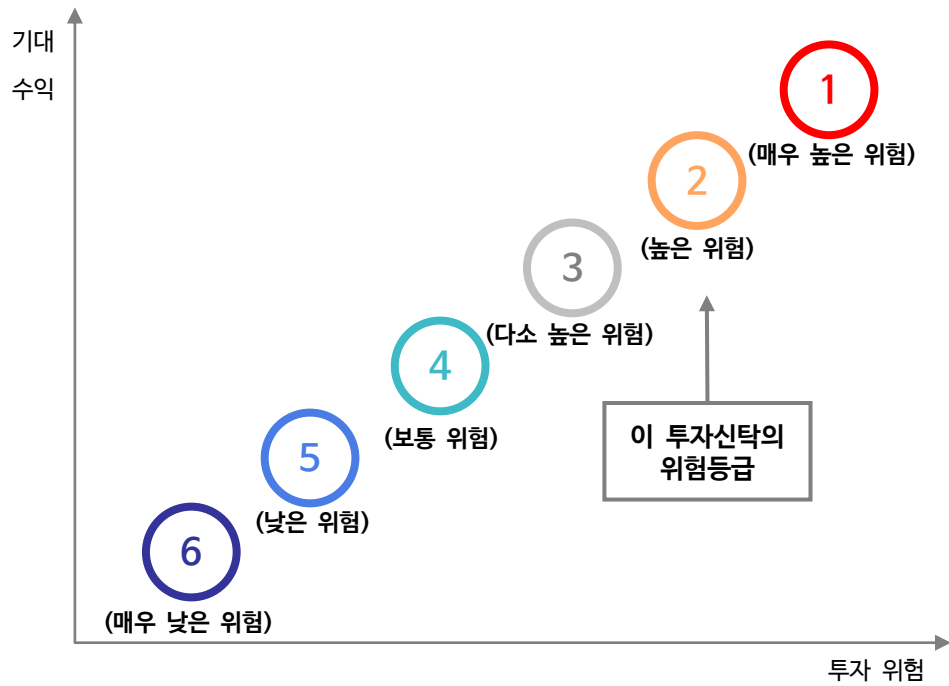 기대
수익
1
(매우 높은 위험)
2
(높은 위험)
3
(다소 높은 위험)
4
(보통 위험)
5
(낮은 위험)
6
(매우 낮은 위험)
이 투자신탁의
위험등급
투자 위험